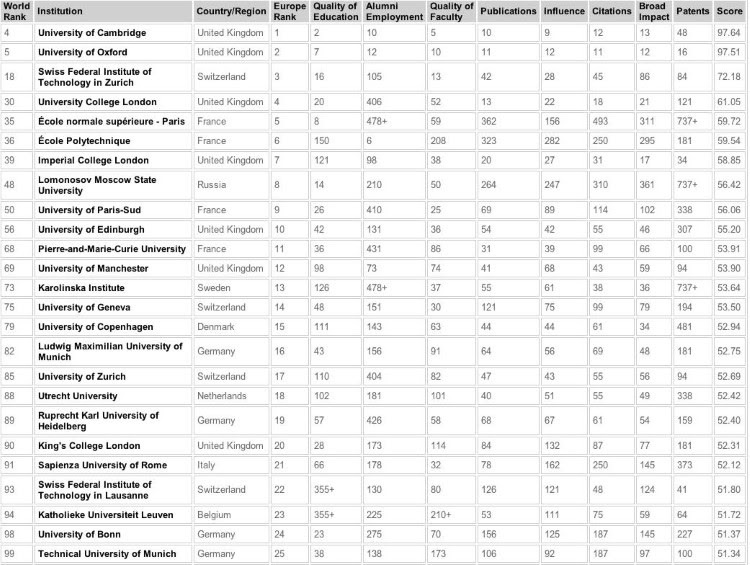 World Rank Institution Country/Region Europe Rank Quality of Education Alumni Employment Quality of Faculty Publications Influence Citations Broad Impact Patents Score
4 University of Cambridge United Kingdom 1 2 10 5 10 9 12 13 48 97.64
5 University of Oxford United Kingdom 2 7 12 10 11 12 11 12 16 97.51
18 Swiss Federal Institute of Technology in Zurich Switzerland 3 16 105 13 42 28 45 86 84 72.18
30 University College London United Kingdom 4 20 406 52 13 22 18 21 121 61.05
35 École normale supérieure - Paris France 5 8 478+ 59 362 156 493 311 737+ 59.72
36 École Polytechnique France 6 150 6 208 323 282 250 295 181 59.54
39 Imperial College London United Kingdom 7 121 98 38 20 27 31 17 34 58.85
48 Lomonosov Moscow State University Russia 8 14 210 50 264 247 310 361 737+ 56.42
50 University of Paris-Sud France 9 26 410 25 69 89 114 102 338 56.06
56 University of Edinburgh United Kingdom 10 42 131 36 54 42 55 46 307 55.20
68 Pierre-and-Marie-Curie University France 11 36 431 86 31 39 99 66 100 53.91
69 University of Manchester United Kingdom 12 98 73 74 41 68 43 59 94 53.90
73 Karolinska Institute Sweden 13 126 478+ 37 55 61 38 36 737+ 53.64
75 University of Geneva Switzerland 14 48 151 30 121 75 99 79 194 53.50
79 University of Copenhagen Denmark 15 111 143 63 44 44 61 34 481 52.94
82 Ludwig Maximilian University of Munich Germany 16 43 156 91 64 56 69 48 181 52.75
85 University of Zurich Switzerland 17 110 404 82 47 43 55 56 94 52.69
88 Utrecht University Netherlands 18 102 181 101 40 51 55 49 338 52.42
89 Ruprecht Karl University of Heidelberg Germany 19 57 426 58 68 67 61 54 159 52.40
90 King's College London United Kingdom 20 28 173 114 84 132 87 77 181 52.31
91 Sapienza University of Rome Italy 21 66 178 32 78 162 250 145 373 52.12
93 Swiss Federal Institute of Technology in Lausanne Switzerland 22 355+ 130 80 126 121 48 124 41 51.80
94 Katholieke Universiteit Leuven Belgium 23 355+ 225 210+ 53 111 75 59 64 51.72
98 University of Bonn Germany 24 23 275 70 156 125 187 145 227 51.37
99 Technical University of Munich Germany 25 38 138 173 106 92 187 97 100 51.34